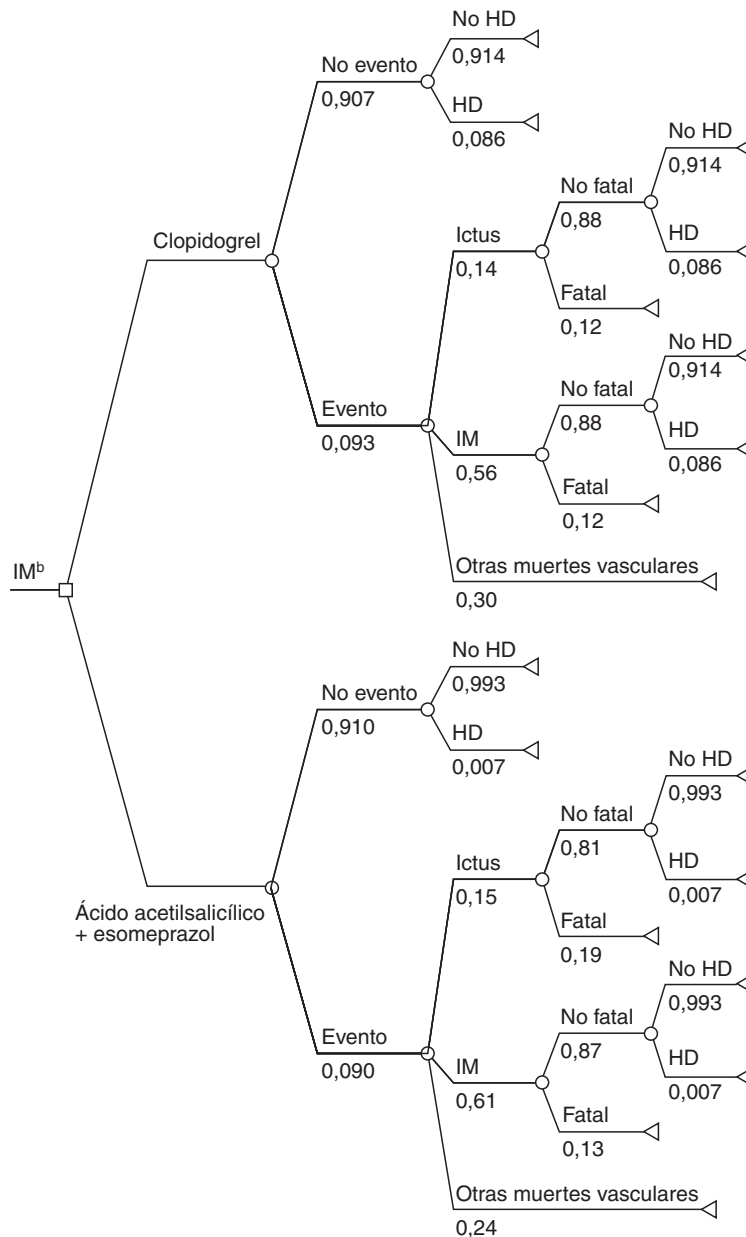 No HD
0,914
No evento
0,907
HD
0,086
No HD
0,914
No fatal
0,88
Clopidogrel
Ictus
0,14
HD
0,086
Fatal
0,12
No HD
0,914
No fatal
0,88
Evento
0,093
IM
0,56
HD
0,086
Fatal
0,12
Otras muertes vasculares
0,30
IMb
No HD
0,993
No evento
0,910
HD
0,007
No HD
0,993
No fatal
0,81
Ictus
0,15
HD
0,007
Ácido acetilsalicílico
+ esomeprazol
Fatal
0,19
No HD
0,993
No fatal
0,87
Evento
0,090
IM
0,61
HD
0,007
Fatal
0,13
Otras muertes vasculares
0,24